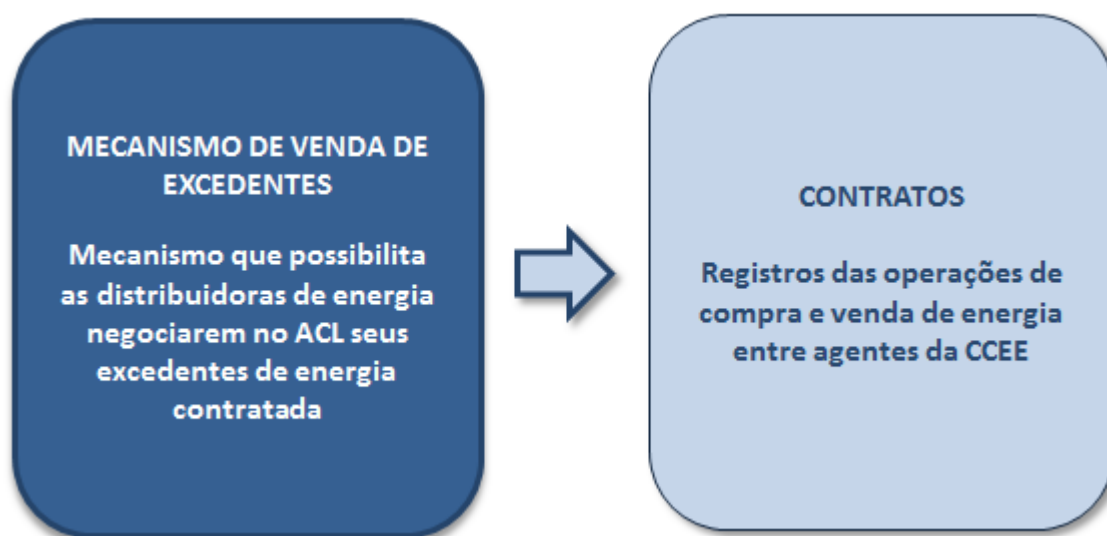 MECANISMO DE VENDA DE
EXCEDENTES
Mecanismo que possibilita
as distribuidoras de energia
negociarem no ACL seus
excedentes de energia
contratada
CONTRATOS
Registros das operações de
compra e venda de energia
entre agentes da CCEE